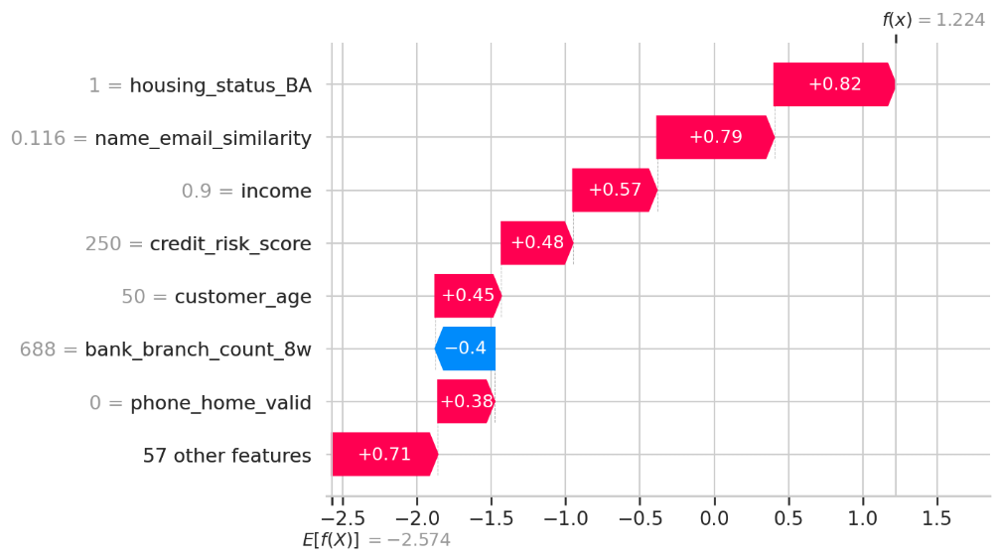 f(x) = 1.224
1 = housing_status_BA +0.82
0.116 = name_email_similarity +0.79
0.9 = income +0.57
250 = credit_risk_score +0.48
50 = customer_age +0.45
688 = bank_branch_count_8w −0.4
0 = phone_home_valid +0.38
57 other features +0.71
−2.5 −2.0 −1.5 −1.0 −0.5 0.0 0.5 1.0 1.5
E[f(X)] = −2.574